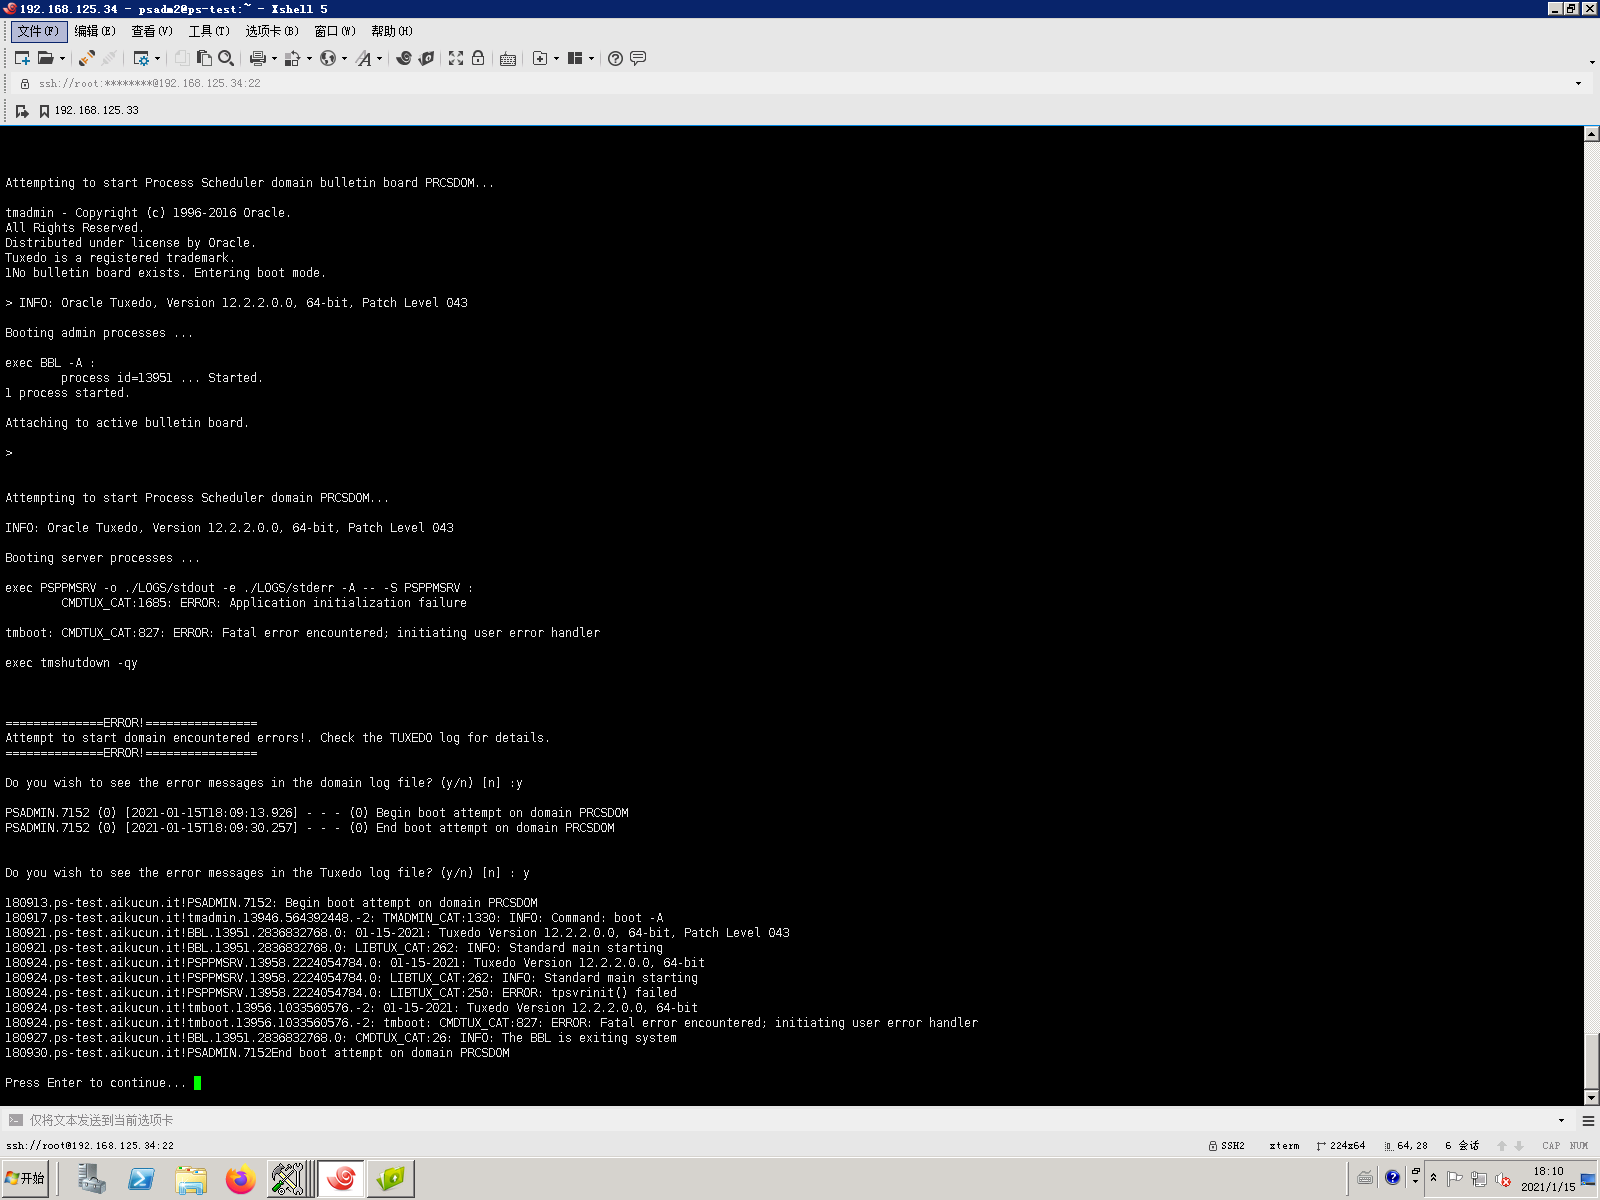 192.168.125.34 - psadm2@ps-test:~ - Xshell 5
文件(F) 编辑(E) 查看(V) 工具(T) 选项卡(B) 窗口(W) 帮助(H)
ssh://root:********@192.168.125.34:22
192.168.125.33
Attempting to start Process Scheduler domain bulletin board PRCSDOM...
tmadmin - Copyright (c) 1996-2016 Oracle.
All Rights Reserved.
Distributed under license by Oracle.
Tuxedo is a registered trademark.
1No bulletin board exists. Entering boot mode.
> INFO: Oracle Tuxedo, Version 12.2.2.0.0, 64-bit, Patch Level 043
Booting admin processes ...
exec BBL -A :
process id=13951 ... Started.
1 process started.
Attaching to active bulletin board.
>
Attempting to start Process Scheduler domain PRCSDOM...
INFO: Oracle Tuxedo, Version 12.2.2.0.0, 64-bit, Patch Level 043
Booting server processes ...
exec PSPPMSRV -o ./LOGS/stdout -e ./LOGS/stderr -A -- -S PSPPMSRV :
CMDTUX_CAT:1685: ERROR: Application initialization failure
tmboot: CMDTUX_CAT:827: ERROR: Fatal error encountered; initiating user error handler
exec tmshutdown -qy
==============ERROR!================
Attempt to start domain encountered errors!. Check the TUXEDO log for details.
==============ERROR!================
Do you wish to see the error messages in the domain log file? (y/n) [n] :y
PSADMIN.7152 (0) [2021-01-15T18:09:13.926] - - - (0) Begin boot attempt on domain PRCSDOM
PSADMIN.7152 (0) [2021-01-15T18:09:30.257] - - - (0) End boot attempt on domain PRCSDOM
Do you wish to see the error messages in the Tuxedo log file? (y/n) [n] : y
180913.ps-test.aikucun.it!PSADMIN.7152: Begin boot attempt on domain PRCSDOM
180917.ps-test.aikucun.it!tmadmin.13946.564392448.-2: TMADMIN_CAT:1330: INFO: Command: boot -A
180921.ps-test.aikucun.it!BBL.13951.2836832768.0: 01-15-2021: Tuxedo Version 12.2.2.0.0, 64-bit, Patch Level 043
180921.ps-test.aikucun.it!BBL.13951.2836832768.0: LIBTUX_CAT:262: INFO: Standard main starting
180924.ps-test.aikucun.it!PSPPMSRV.13958.2224054784.0: 01-15-2021: Tuxedo Version 12.2.2.0.0, 64-bit
180924.ps-test.aikucun.it!PSPPMSRV.13958.2224054784.0: LIBTUX_CAT:262: INFO: Standard main starting
180924.ps-test.aikucun.it!PSPPMSRV.13958.2224054784.0: LIBTUX_CAT:250: ERROR: tpsvrinit() failed
180924.ps-test.aikucun.it!tmboot.13956.1033560576.-2: 01-15-2021: Tuxedo Version 12.2.2.0.0, 64-bit
180924.ps-test.aikucun.it!tmboot.13956.1033560576.-2: tmboot: CMDTUX_CAT:827: ERROR: Fatal error encountered; initiating user error handler
180927.ps-test.aikucun.it!BBL.13951.2836832768.0: CMDTUX_CAT:26: INFO: The BBL is exiting system
180930.ps-test.aikucun.it!PSADMIN.7152End boot attempt on domain PRCSDOM
Press Enter to continue...
仅将文本发送到当前选项卡
ssh://root@192.168.125.34:22 SSH2 xterm 224x64 64,28 6 会话 CAP NUM
开始 18:10
2021/1/15